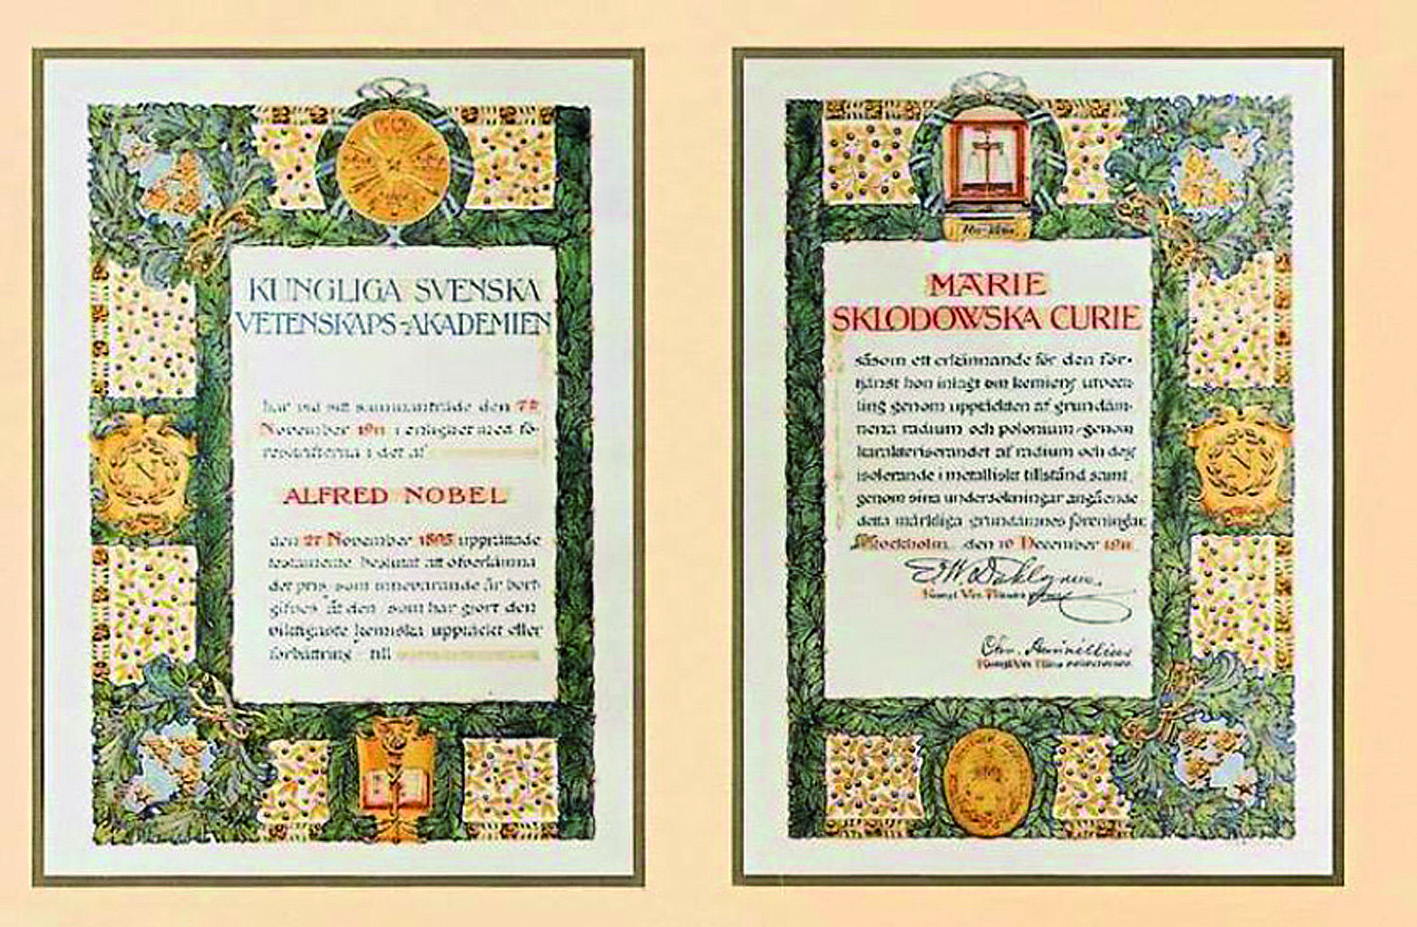 KUNGLIGA SVENSKA
VETENSKAPS-AKADEMIEN
har vid sitt sammanträde den 7de
November 1911 i enlighet med fö-
reskrifterna i det af
ALFRED NOBEL
den 27 November 1895 upprättade
testamente beslutat att öfverlämna
det pris, som innevarande år bort-
gifves åt den som har gjort den
viktigaste kemiska upptäckt eller
förbättring till
MARIE
SKLODOWSKA CURIE
såsom ett erkännande för den för-
tjänst hon inlagt om kemiens utveck-
ling genom upptäckten af grundäm-
nena radium och polonium genom
karakteriserandet af radium och dess
isolerande i metalliskt tillstånd samt
genom sina undersökningar angående
detta märkliga grundämnes föreningar.
Stockholm den 10 December 1911